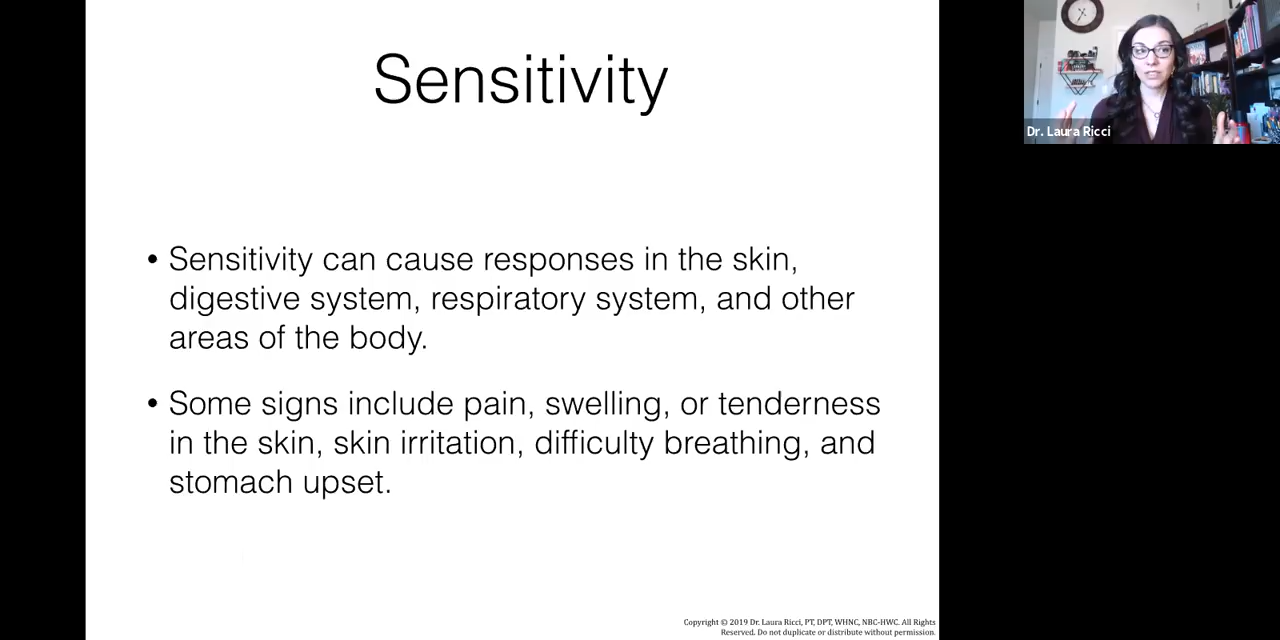 Sensitivity
Dr. Laura Ricci
• Sensitivity can cause responses in the skin,
digestive system, respiratory system, and other
areas of the body.
• Some signs include pain, swelling, or tenderness
in the skin, skin irritation, difficulty breathing, and
stomach upset.
Copyright © 2019 Dr. Laura Ricci, PT, DPT, WHNC, NBC-HWC. All Rights
Reserved. Do not duplicate or distribute without permission.